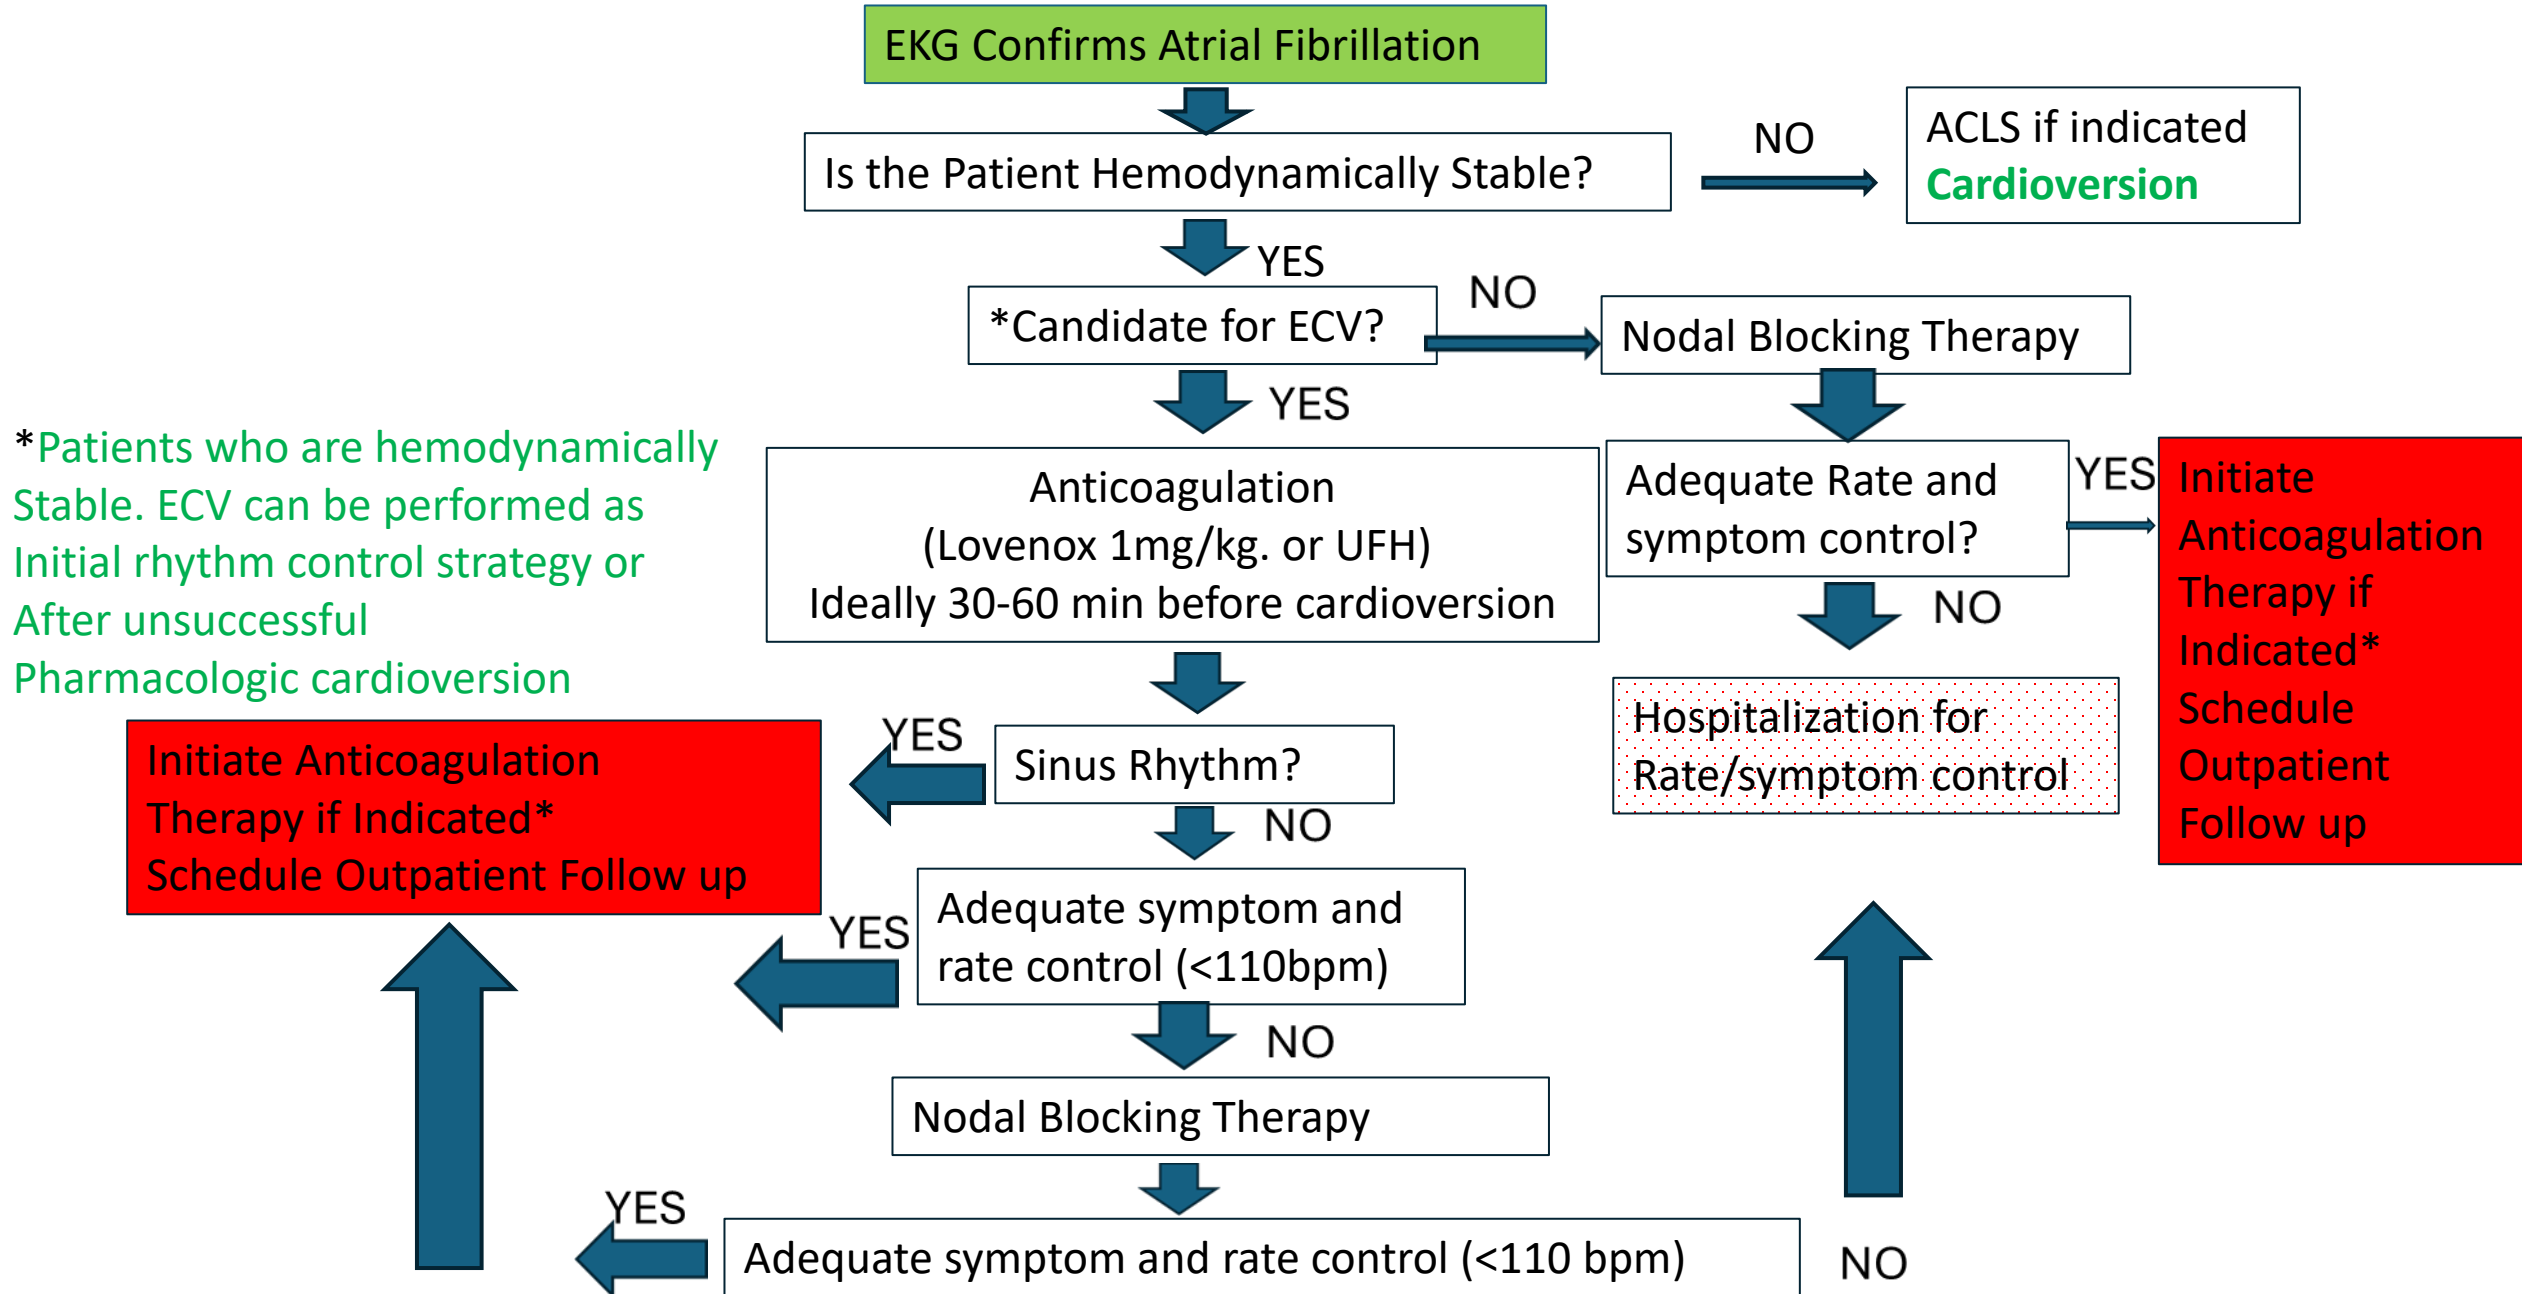 EKG Confirms Atrial Fibrillation
Is the Patient Hemodynamically Stable?
NO
ACLS if indicated
Cardioversion
YES
*Candidate for ECV?
NO
Nodal Blocking Therapy
YES
*Patients who are hemodynamically
Stable. ECV can be performed as
Initial rhythm control strategy or
After unsuccessful
Pharmacologic cardioversion
Anticoagulation
(Lovenox 1mg/kg. or UFH)
Ideally 30-60 min before cardioversion
Adequate Rate and
symptom control?
YES
Initiate
Anticoagulation
Therapy if
Indicated*
Schedule
Outpatient
Follow up
NO
Hospitalization for
Rate/symptom control
Sinus Rhythm?
YES
Initiate Anticoagulation
Therapy if Indicated*
Schedule Outpatient Follow up
NO
Adequate symptom and
rate control (<110bpm)
YES
NO
Nodal Blocking Therapy
YES
Adequate symptom and rate control (<110 bpm)
NO